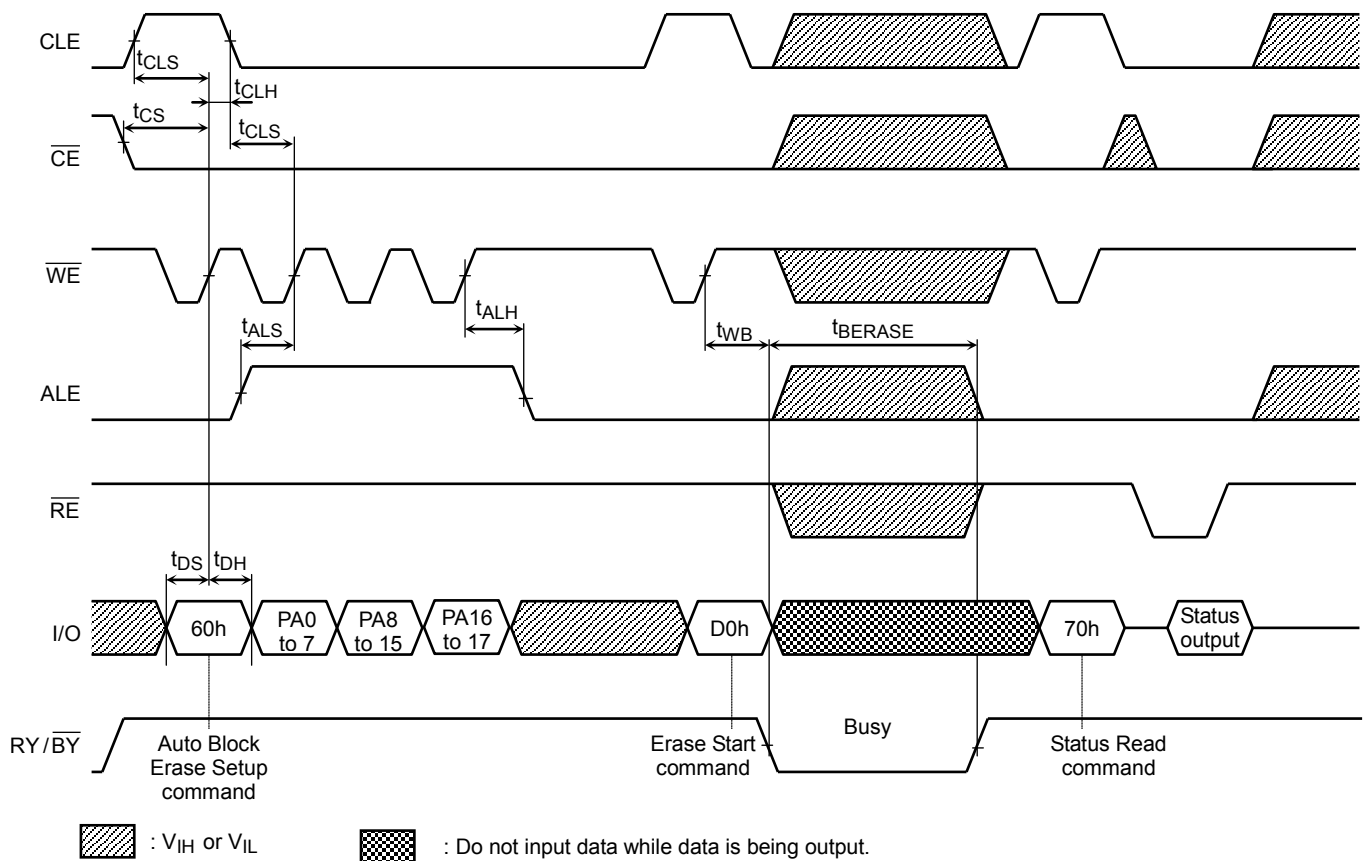 CLE
tCLS
tCLH
tCS
tCLS
CE
WE
tALS
tALH
tWB
tBERASE
ALE
RE
tDS
tDH
I/O
60h
PA0
to 7
PA8
to 15
PA16
to 17
D0h
70h
Status
output
RY/BY
Busy
Auto Block
Erase Setup
command
Erase Start
command
Status Read
command
: VIH or VIL
: Do not input data while data is being output.